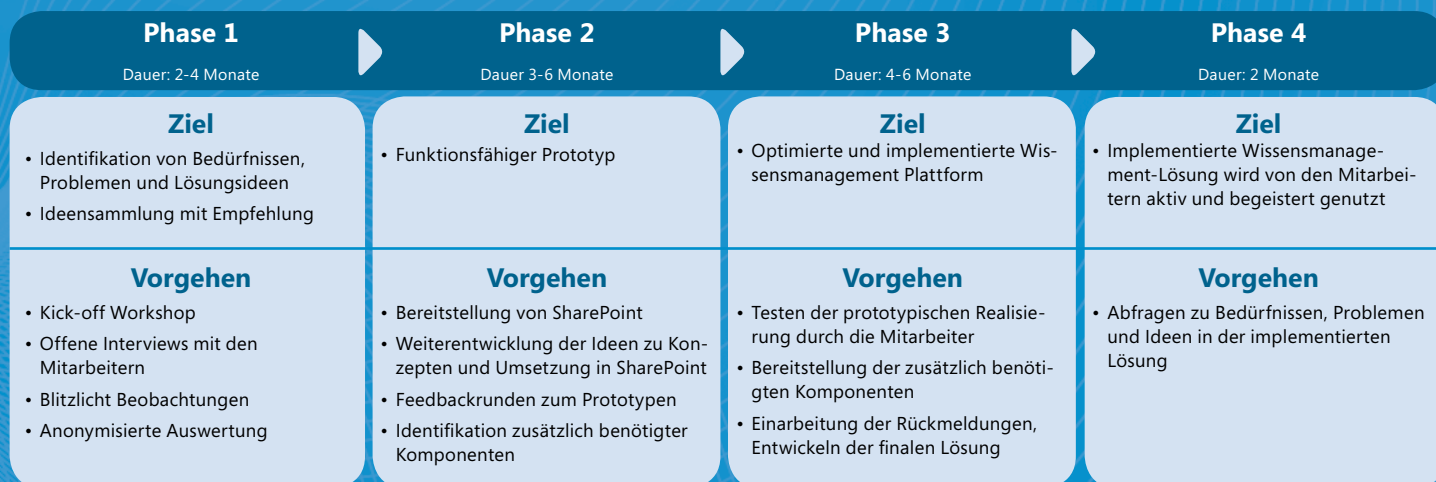 Phase 1
Dauer: 2-4 Monate
Phase 2
Dauer 3-6 Monate
Phase 3
Dauer: 4-6 Monate
Phase 4
Dauer: 2 Monate
Ziel
• Identifikation von Bedürfnissen,
Problemen und Lösungsideen
• Ideensammlung mit Empfehlung
Ziel
• Funktionsfähiger Prototyp
Ziel
• Optimierte und implementierte Wis-
sensmanagement Plattform
Ziel
• Implementierte Wissensmanage-
ment-Lösung wird von den Mitarbei-
tern aktiv und begeistert genutzt
Vorgehen
• Kick-off Workshop
• Offene Interviews mit den
Mitarbeitern
• Blitzlicht Beobachtungen
• Anonymisierte Auswertung
Vorgehen
• Bereitstellung von SharePoint
• Weiterentwicklung der Ideen zu Kon-
zepten und Umsetzung in SharePoint
• Feedbackrunden zum Prototypen
• Identifikation zusätzlich benötigter
Komponenten
Vorgehen
• Testen der prototypischen Realisie-
rung durch die Mitarbeiter
• Bereitstellung der zusätzlich benöti-
gten Komponenten
• Einarbeitung der Rückmeldungen,
Entwickeln der finalen Lösung
Vorgehen
• Abfragen zu Bedürfnissen, Problemen
und Ideen in der implementierten
Lösung